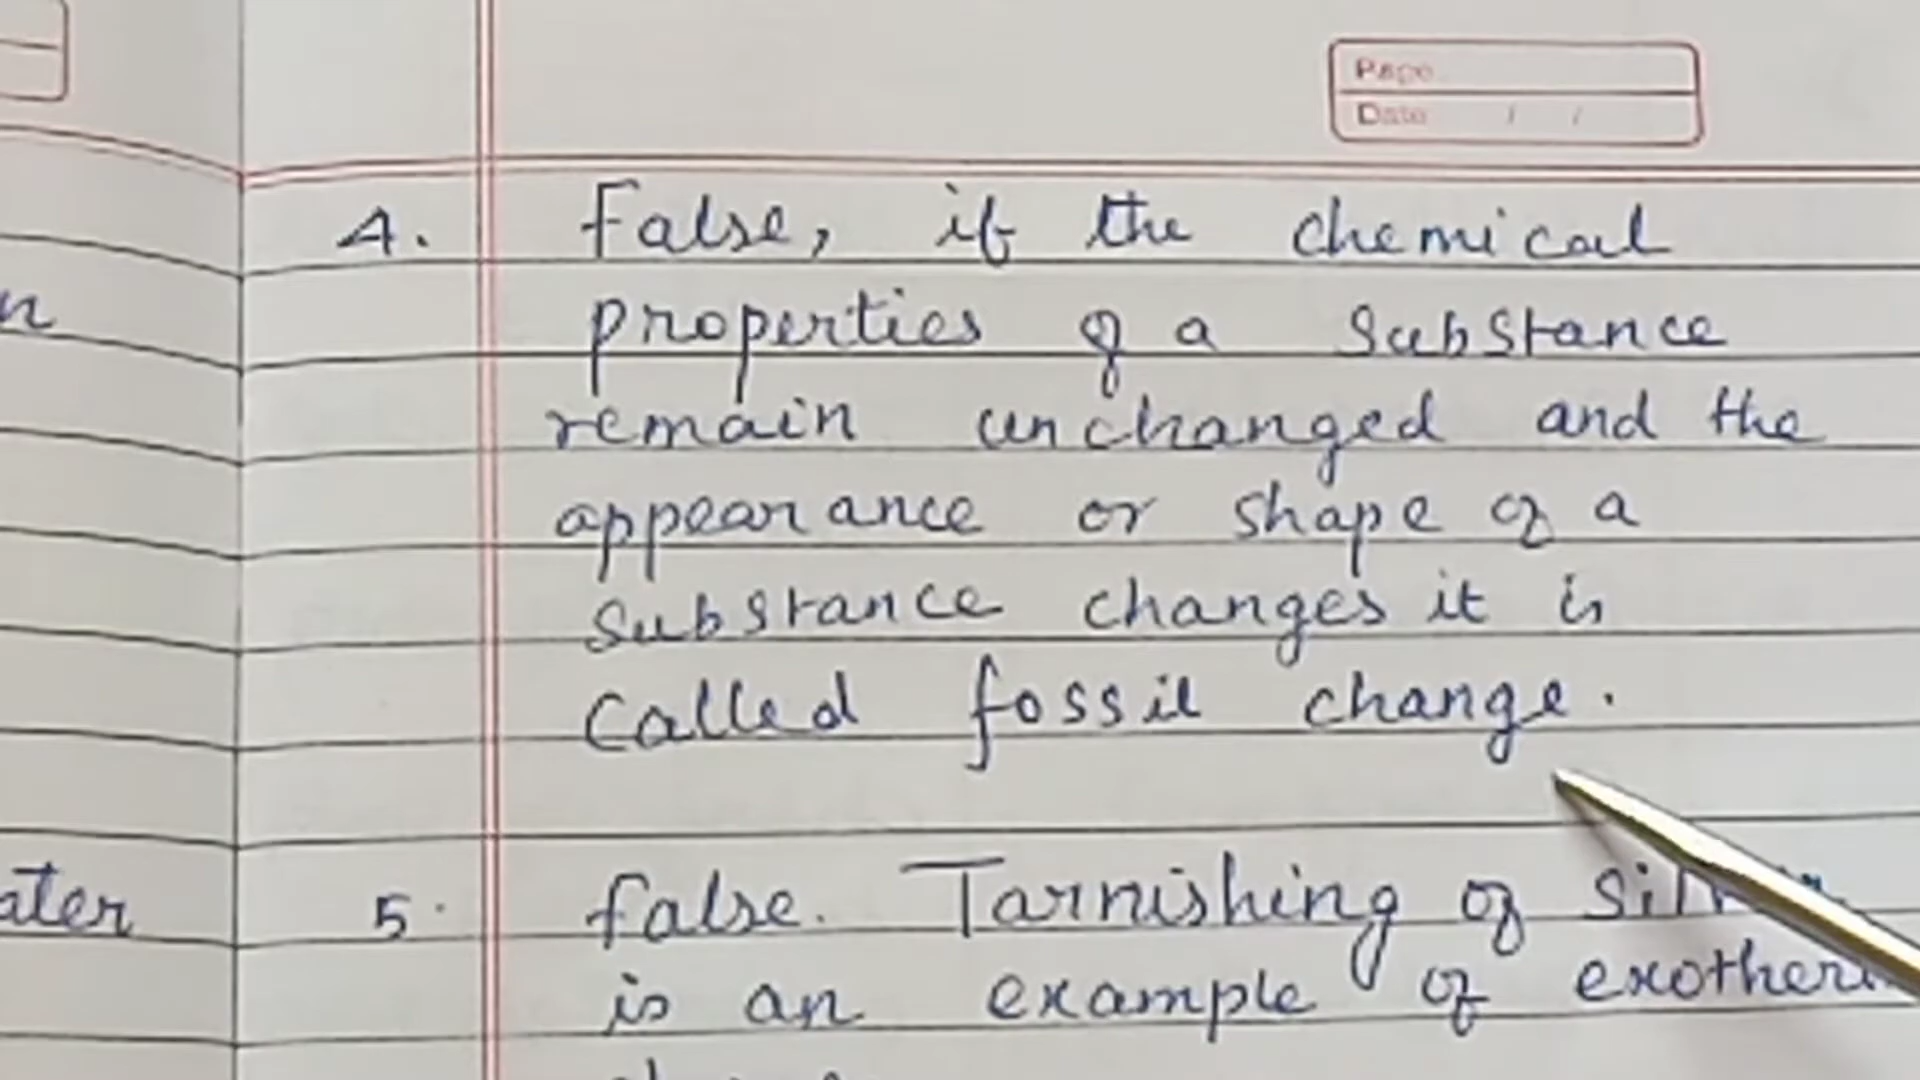 Page
Date / /
4. False, if the chemical
properties of a substance
remain unchanged and the
appearance or shape of a
substance changes it is
called fossil change.
n
5. false. Tarnishing of
ater
is an example of